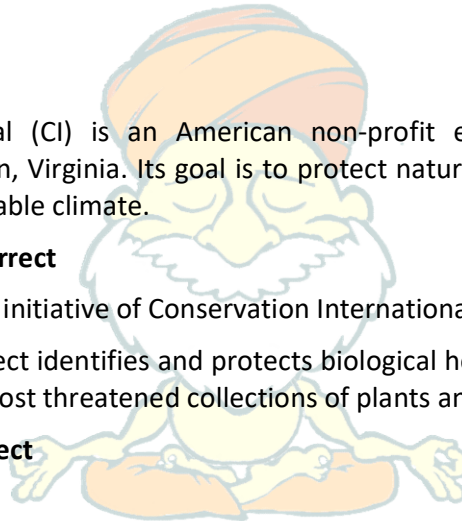 al (CI) is an American non-profit e
n, Virginia. Its goal is to protect natur
able climate.
rrect
initiative of Conservation Internationa
ect identifies and protects biological h
ost threatened collections of plants a
ect